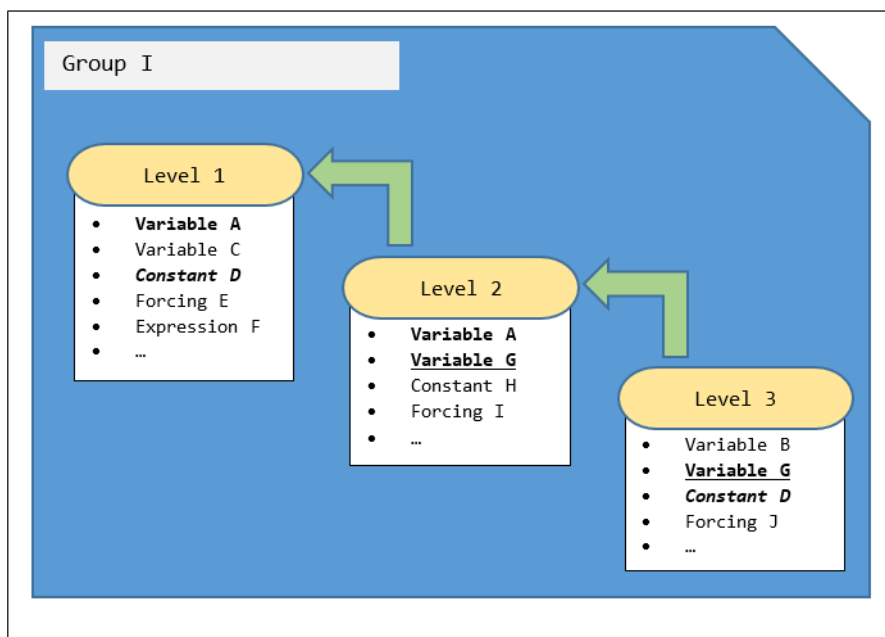 Group I
Level 1
• Variable A
• Variable C
• Constant D
• Forcing E
• Expression F
• …
Level 2
• Variable A
• Variable G
• Constant H
• Forcing I
• …
Level 3
• Variable B
• Variable G
• Constant D
• Forcing J
• …